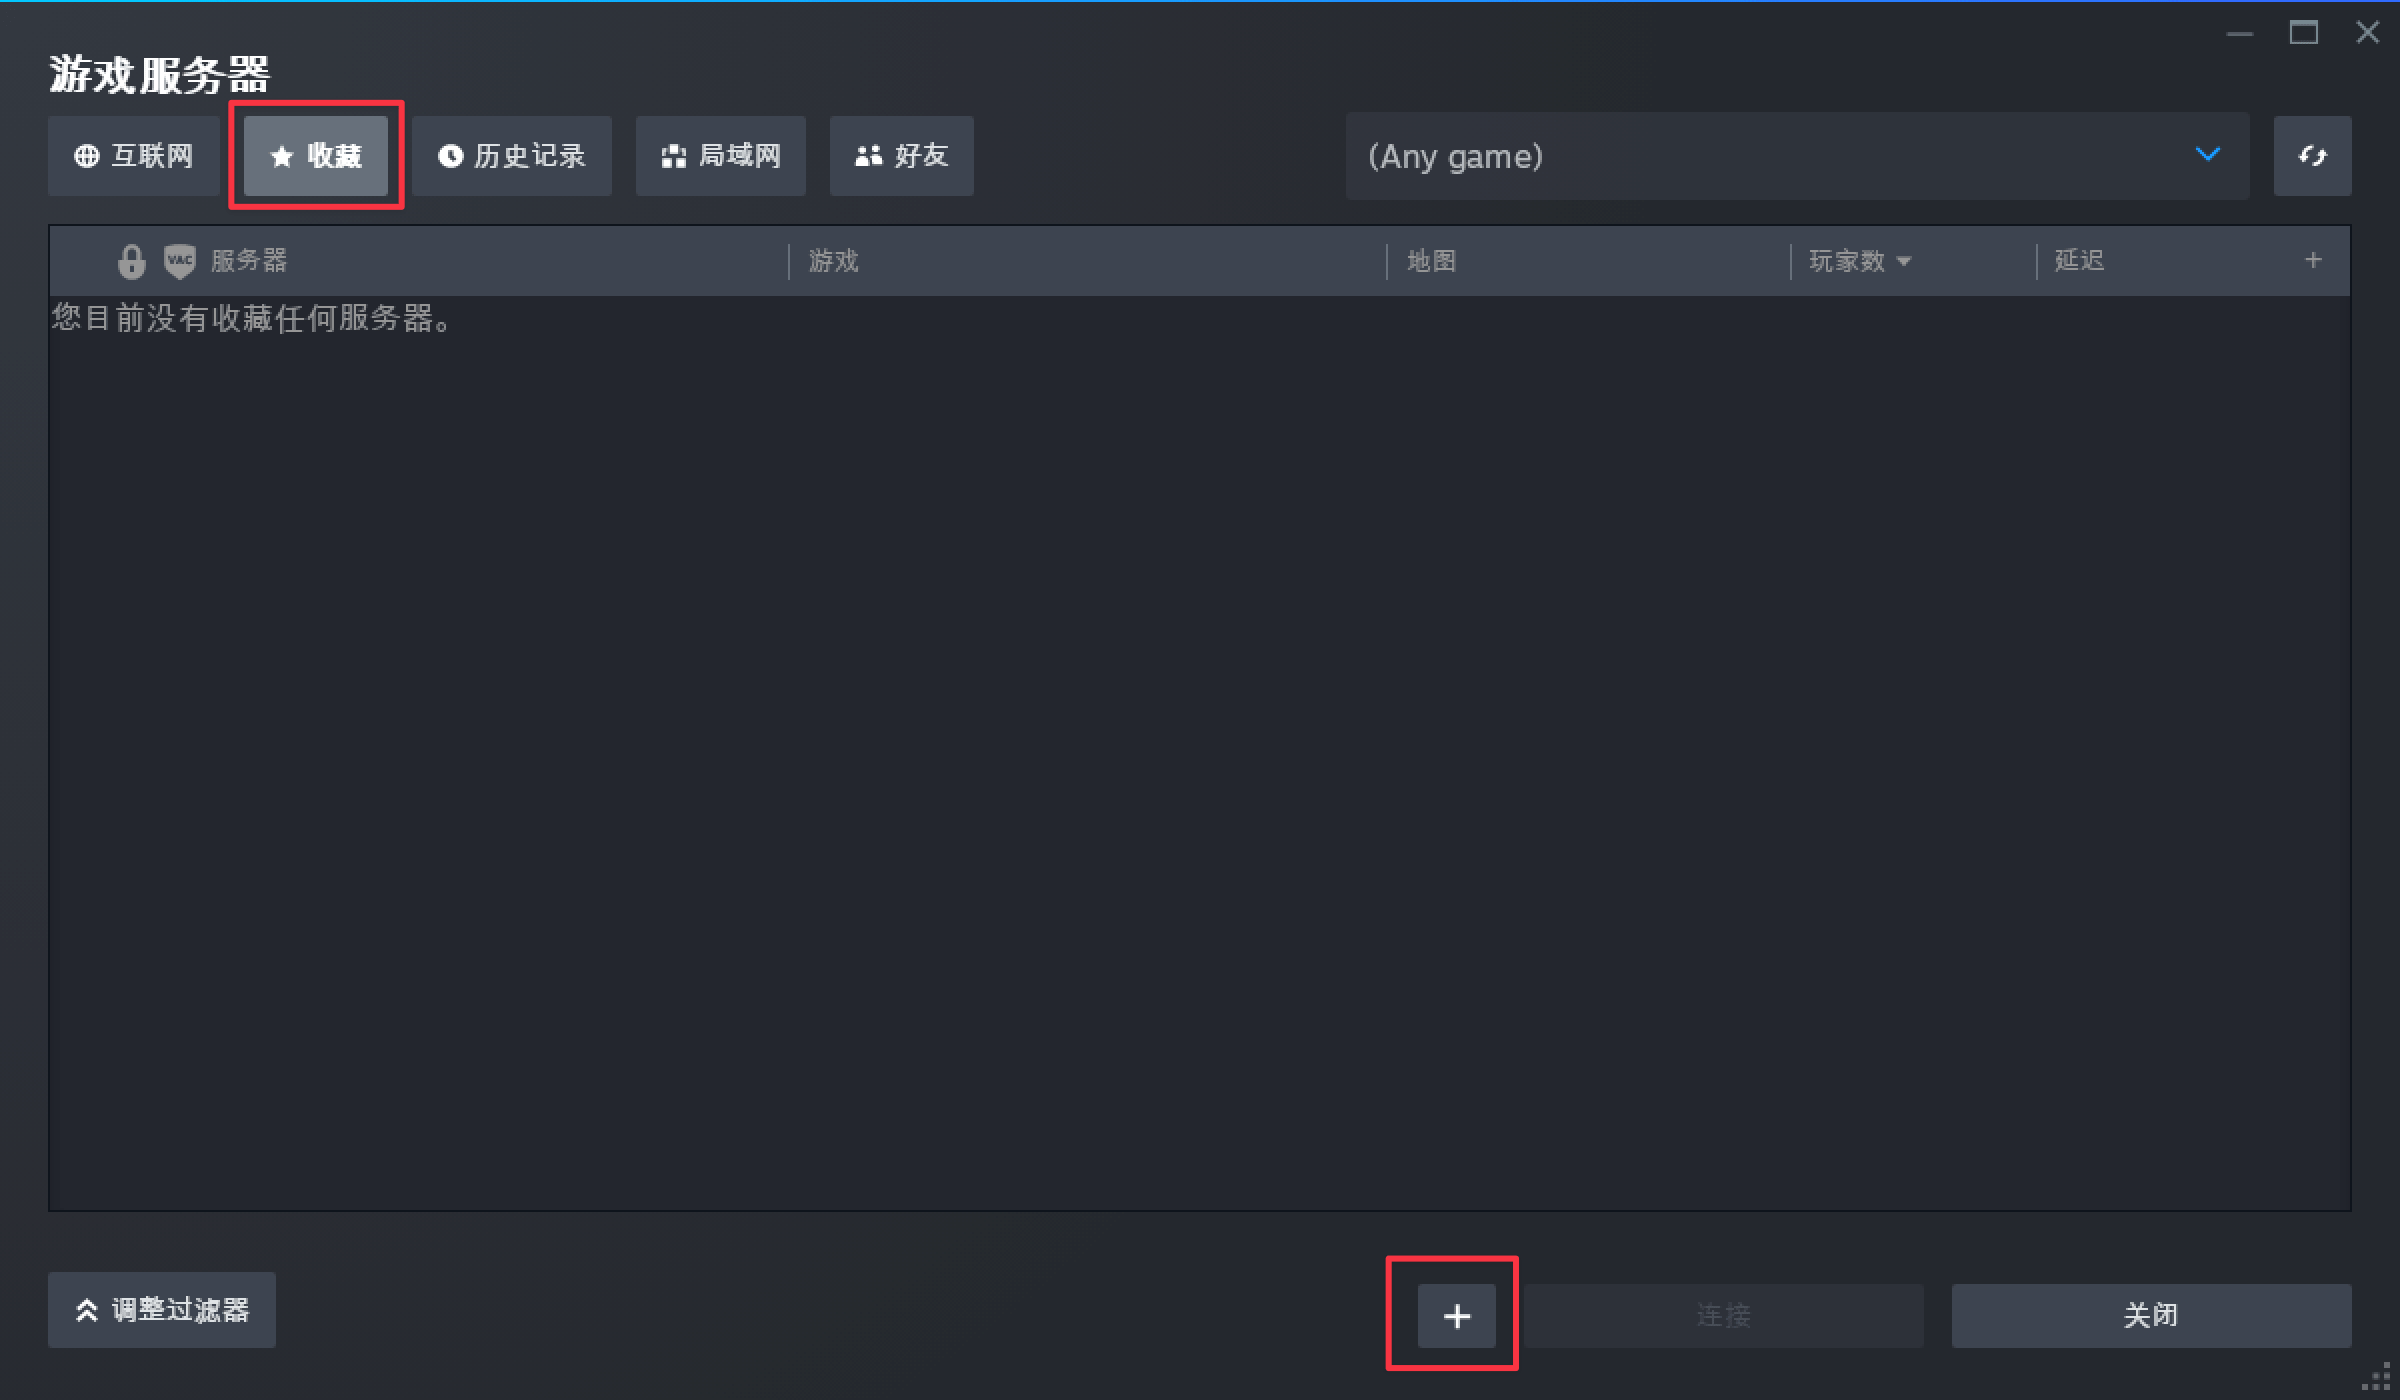 游戏服务器
互联网 收藏 历史记录 局域网 好友 (Any game)
VAC 服务器 游戏 地图 玩家数 延迟 +
您目前没有收藏任何服务器。
调整过滤器 + 连接 关闭